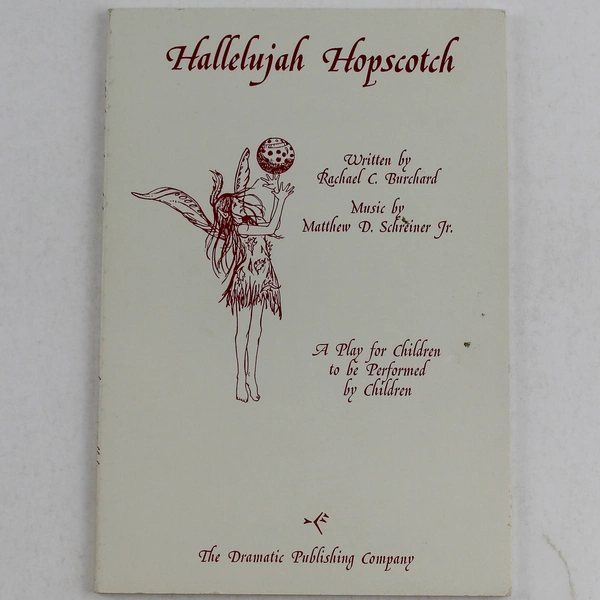 Hallelujah Hopscotch
Written by
Rachael C. Burchard
Music by
Matthew D. Schreiner Jr.
A Play for Children
to be Performed
by Children
The Dramatic Publishing Company